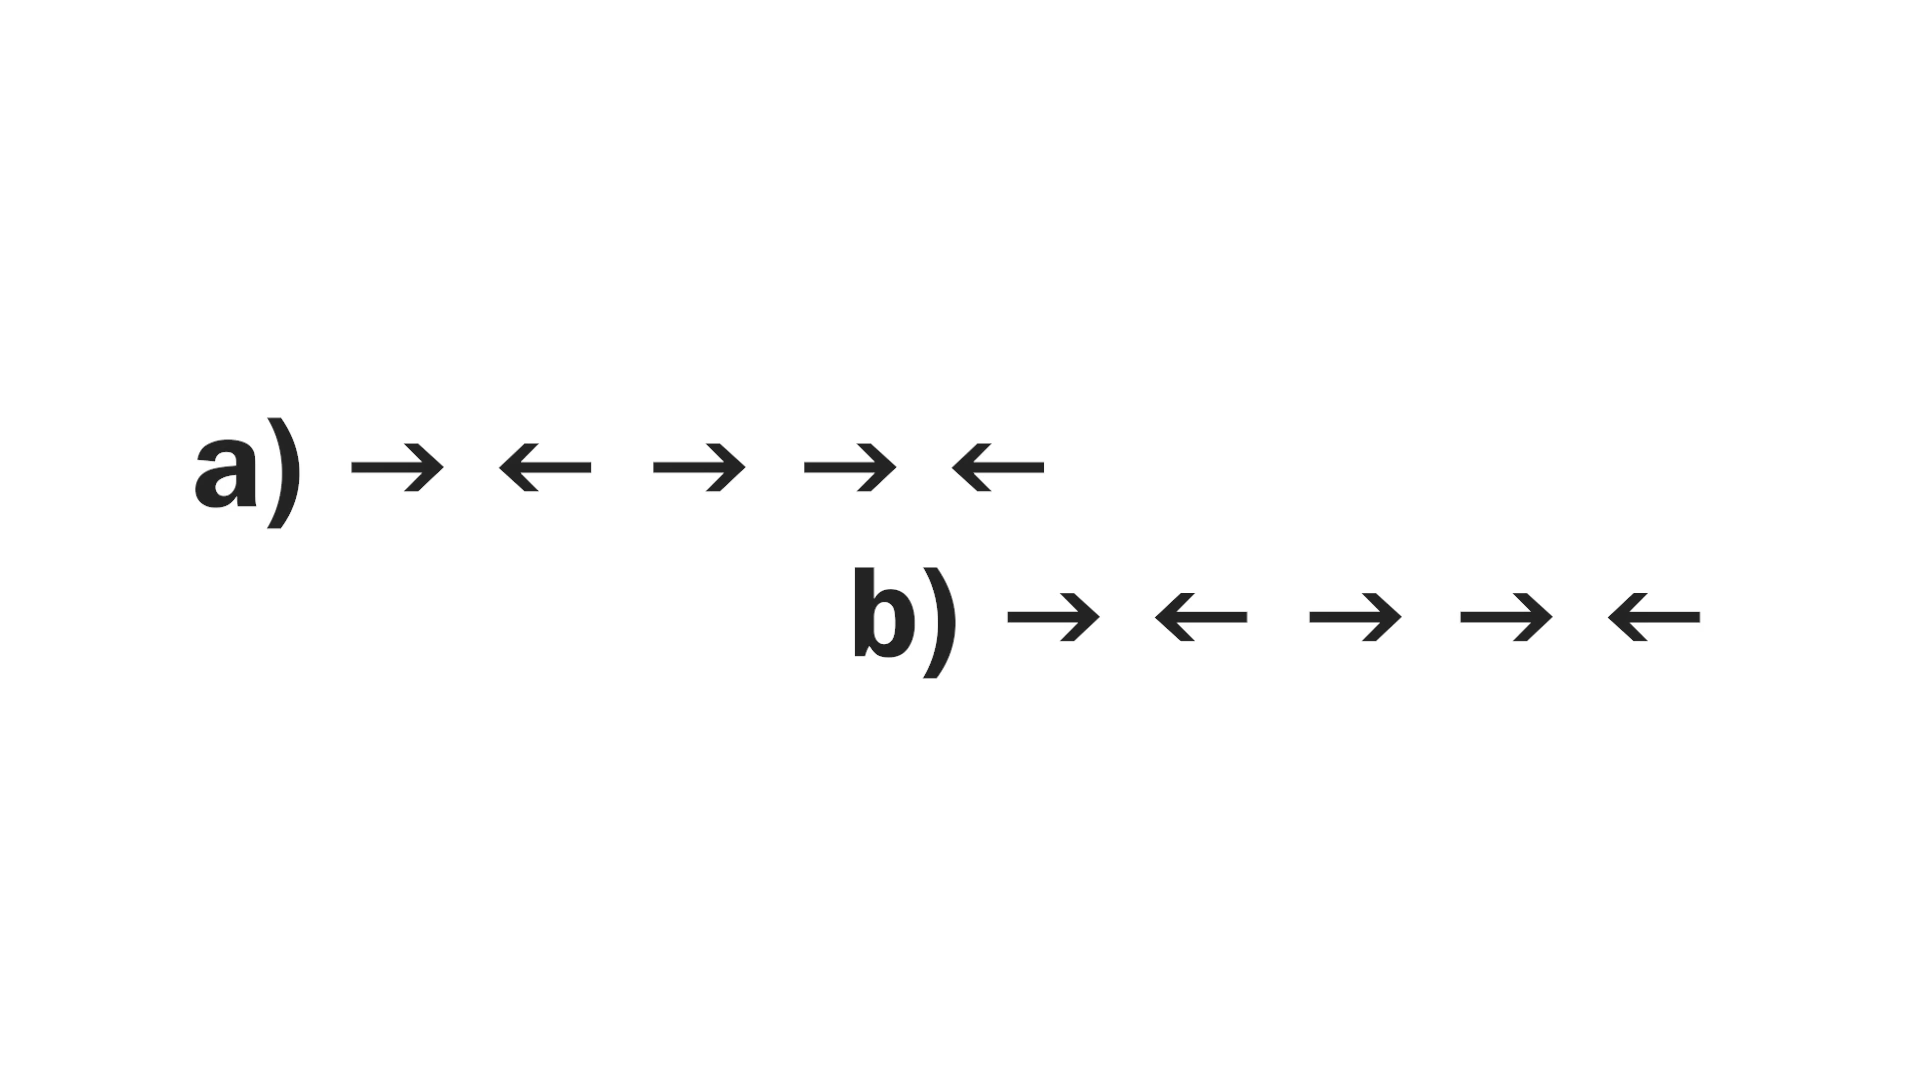 a) → ← → → ←
b) → ← → → ←